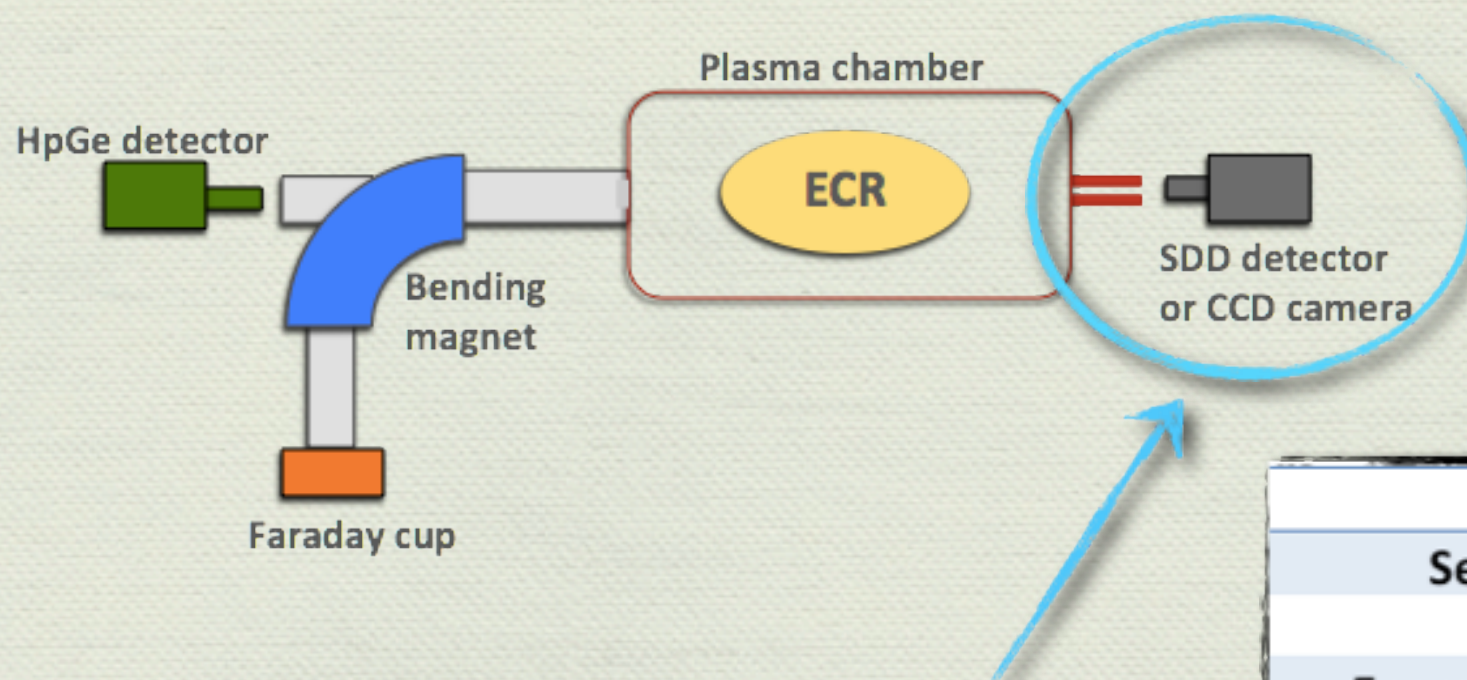 Plasma chamber
HpGe detector
ECR
SDD detector
or CCD camera
Bending
magnet
Faraday cup